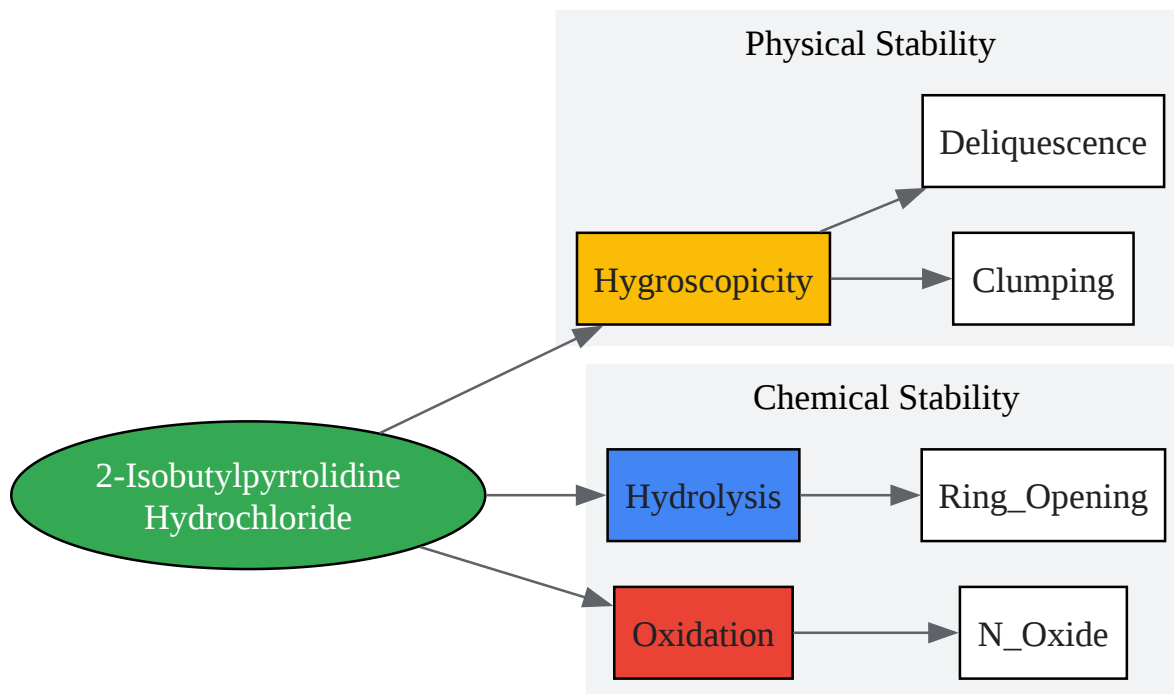 Physical Stability
Deliquescence
Hygroscopicity
Clumping
Chemical Stability
2-Isobutylpyrrolidine
Hydrochloride
Hydrolysis
Ring_Opening
Oxidation
N_Oxide